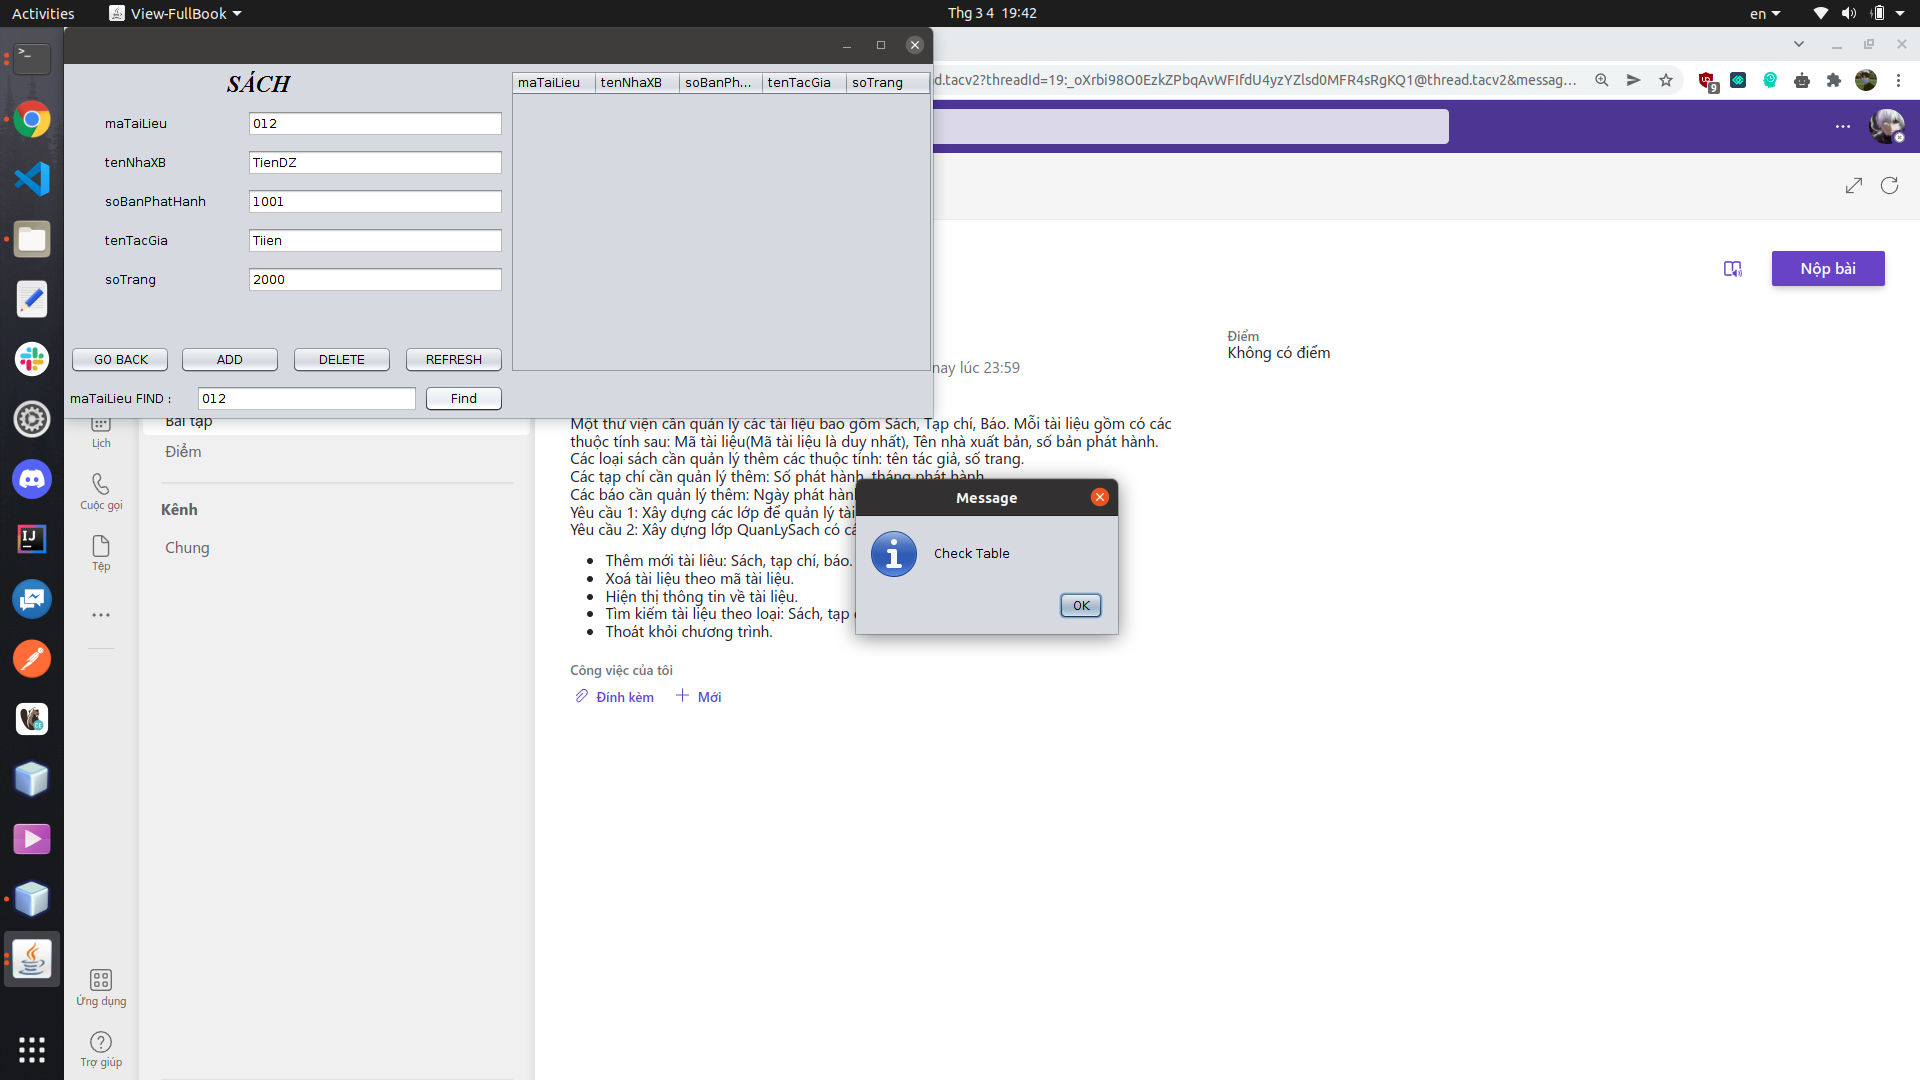 Activities
View-FullBook
Thg 3 4 19:42
en
SÁCH
maTaiLieu
012
tenNhaXB
TienDZ
soBanPhatHanh
1001
tenTacGia
Tiien
soTrang
2000
GO BACK
ADD
DELETE
REFRESH
maTaiLieu FIND :
012
Find
maTaiLieu
tenNhaXB
soBanPh...
tenTacGia
soTrang
d.tacv2?threadId=19:_oXrbi98O0EzkZPbqAvWFIfdU4yzYZlsd0MFR4sRgKQ1@thread.tacv2&messag...
9
Nộp bài
nay lúc 23:59
Điểm
Không có điểm
Lịch
Cuộc gọi
Tệp
Ứng dụng
Trợ giúp
Bài tập
Điểm
Kênh
Chung
Một thư viện cần quản lý các tài liệu bao gồm Sách, Tạp chí, Báo. Mỗi tài liệu gồm có các
thuộc tính sau: Mã tài liệu(Mã tài liệu là duy nhất), Tên nhà xuất bản, số bản phát hành.
Các loại sách cần quản lý thêm các thuộc tính: tên tác giả, số trang.
Các tạp chí cần quản lý thêm: Số phát hành, tháng phát hành.
Các báo cần quản lý thêm: Ngày phát hành
Yêu cầu 1: Xây dựng các lớp để quản lý tài
Yêu cầu 2: Xây dựng lớp QuanLySach có cá
Thêm mới tài liêu: Sách, tạp chí, báo.
Xoá tài liệu theo mã tài liệu.
Hiện thị thông tin về tài liệu.
Tìm kiếm tài liệu theo loại: Sách, tạp
Thoát khỏi chương trình.
Công việc của tôi
Đính kèm
Mới
Message
Check Table
OK